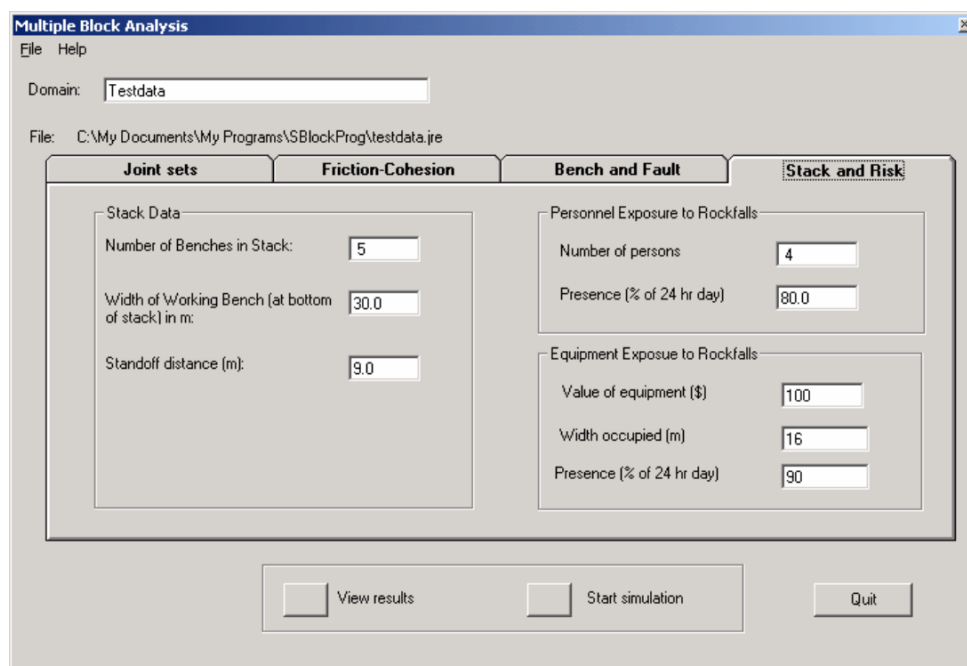 Multiple Block Analysis
File Help
Domain: Testdata
File: C:\My Documents\My Programs\SBlockProg\testdata.jre
Joint sets Friction-Cohesion Bench and Fault Stack and Risk
Stack Data
Number of Benches in Stack: 5
Width of Working Bench (at bottom
of stack) in m: 30.0
Standoff distance (m): 9.0
Personnel Exposure to Rockfalls
Number of persons 4
Presence (% of 24 hr day) 80.0
Equipment Exposue to Rockfalls
Value of equipment ($) 100
Width occupied (m) 16
Presence (% of 24 hr day) 90
View results Start simulation Quit